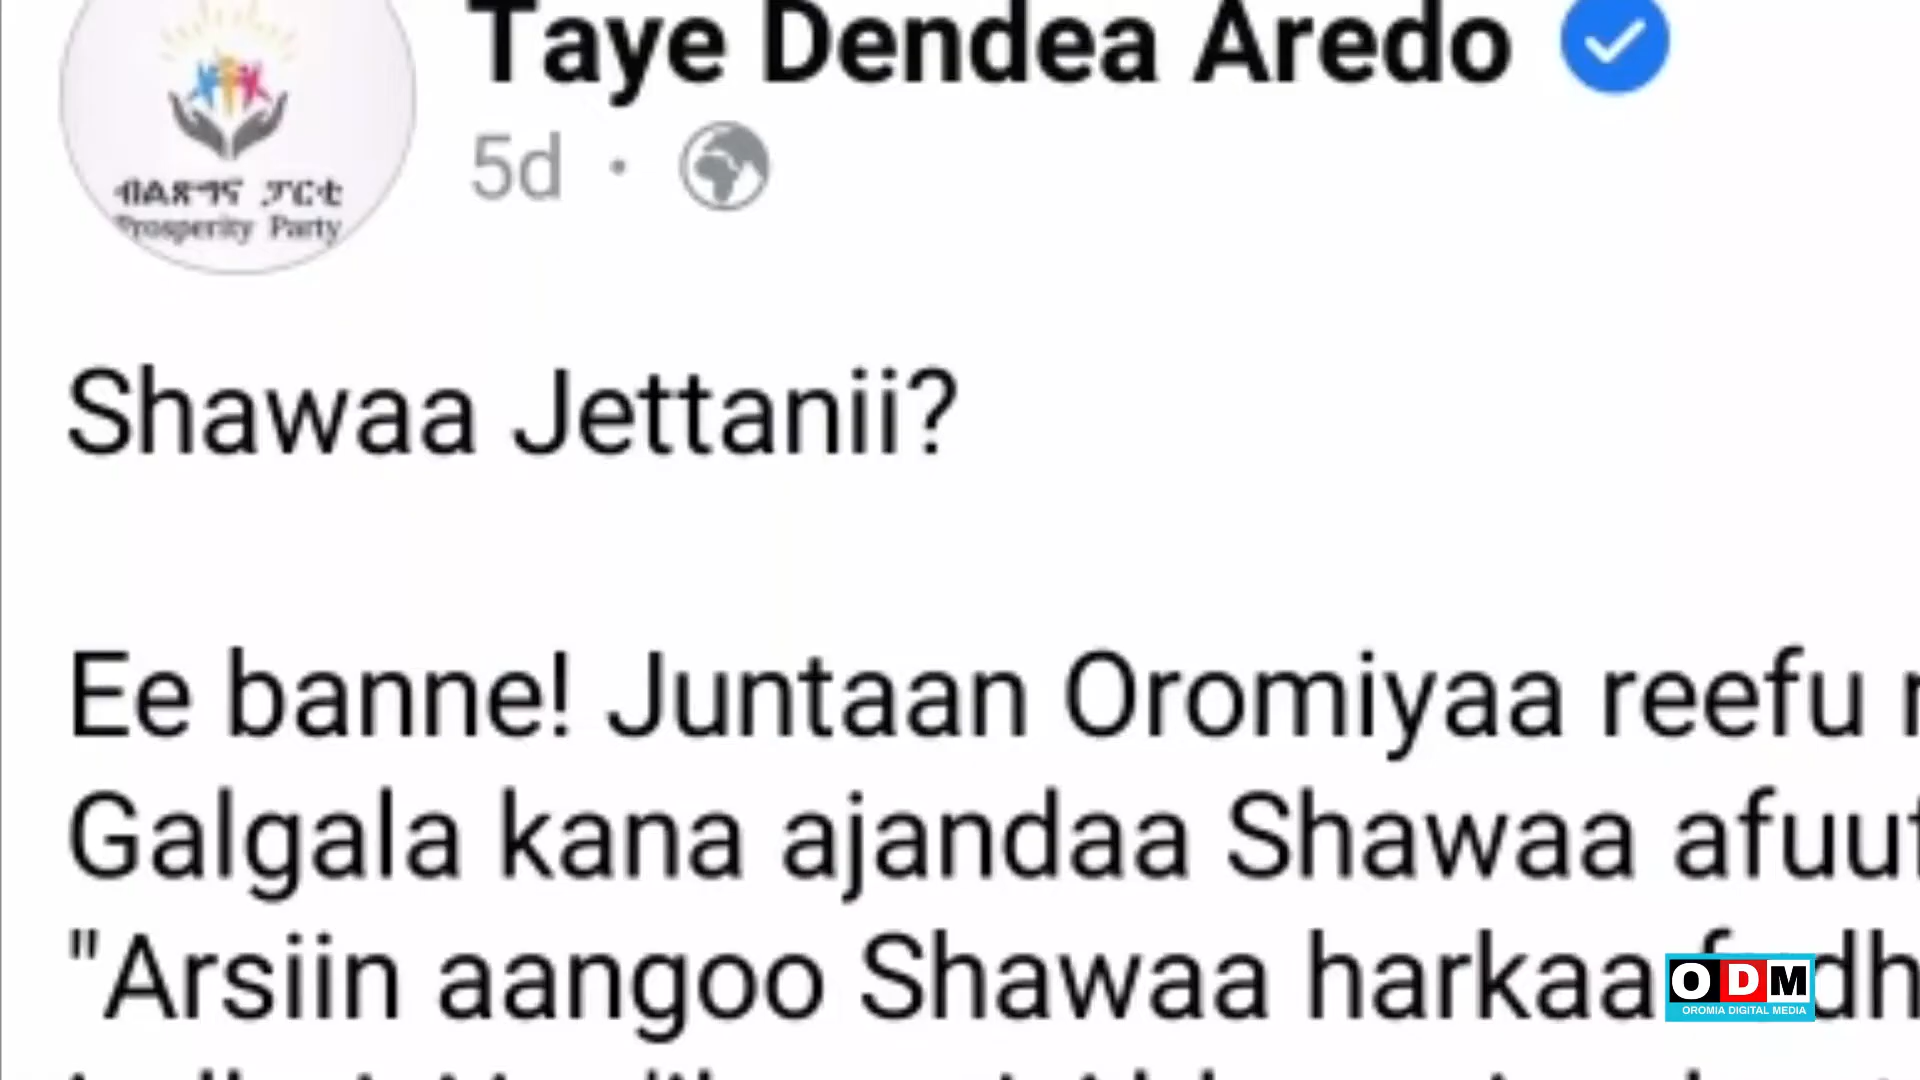 Taye Dendea Aredo
5d ·
ብልጽግና ፓርቲ
Prosperity Party
Shawaa Jettanii?
Ee banne! Juntaan Oromiyaa reefu
Galgala kana ajandaa Shawaa
"Arsiin aangoo Shawaa harkaa
ODM
OROMIA DIGITAL MEDIA